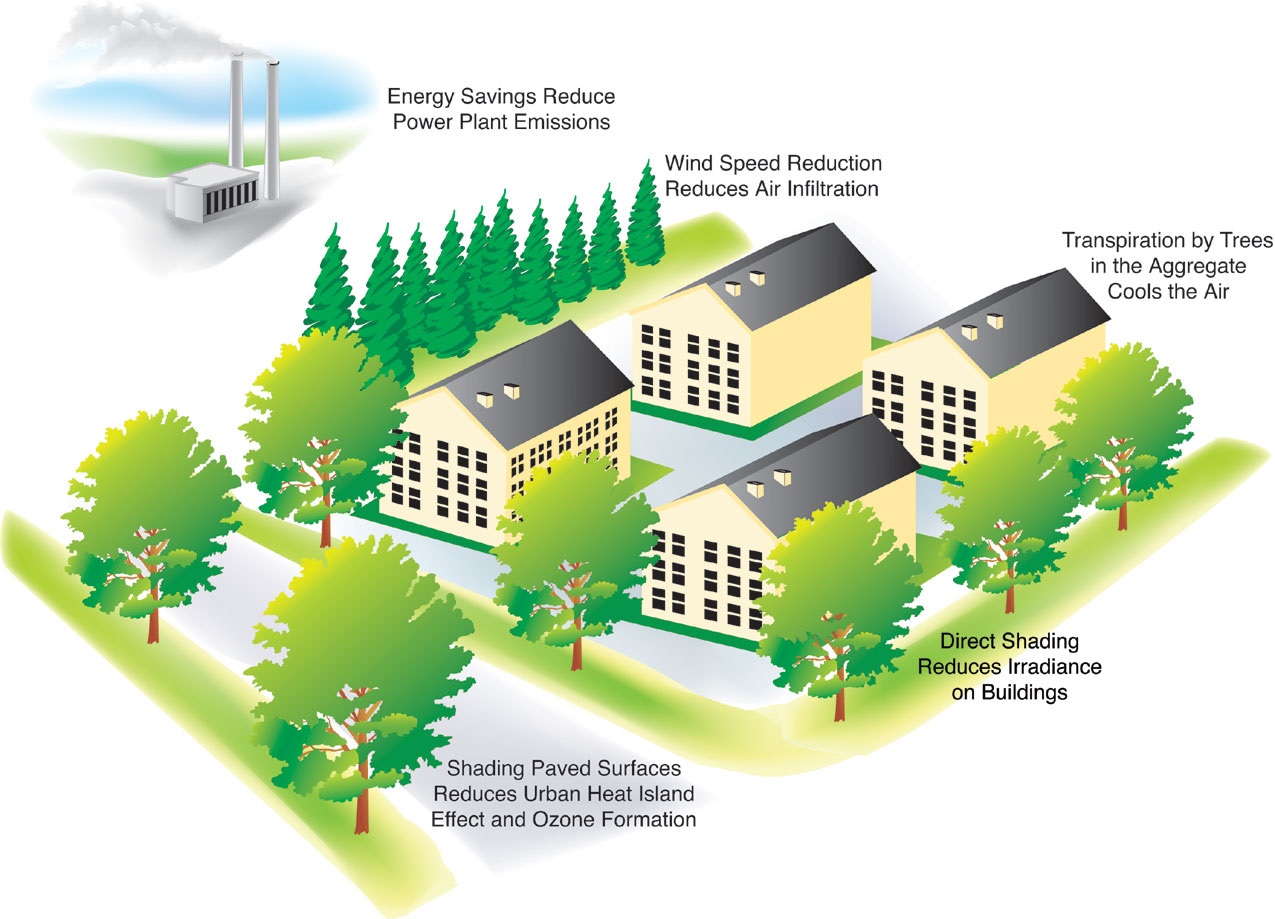 Energy Savings Reduce
Power Plant Emissions
Wind Speed Reduction
Reduces Air Infiltration
Transpiration by Trees
in the Aggregate
Cools the Air
Direct Shading
Reduces Irradiance
on Buildings
Shading Paved Surfaces
Reduces Urban Heat Island
Effect and Ozone Formation